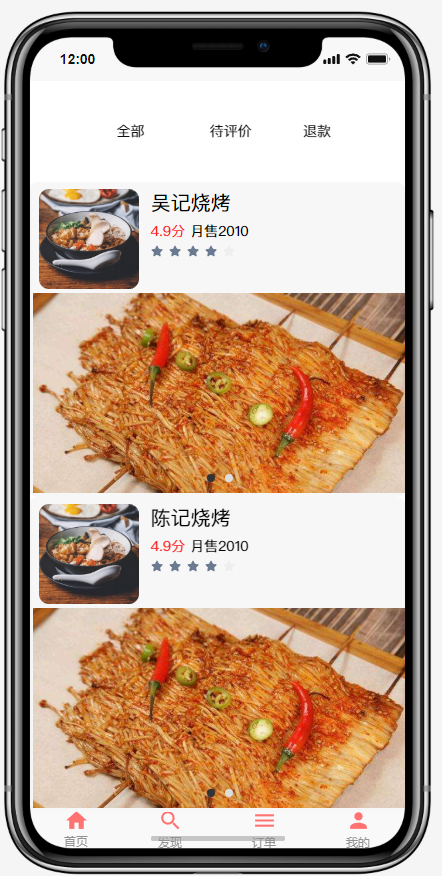 12:00
全部 待评价 退款
吴记烧烤
4.9分 月售2010
陈记烧烤
4.9分 月售2010
首页 发现 订单 我的